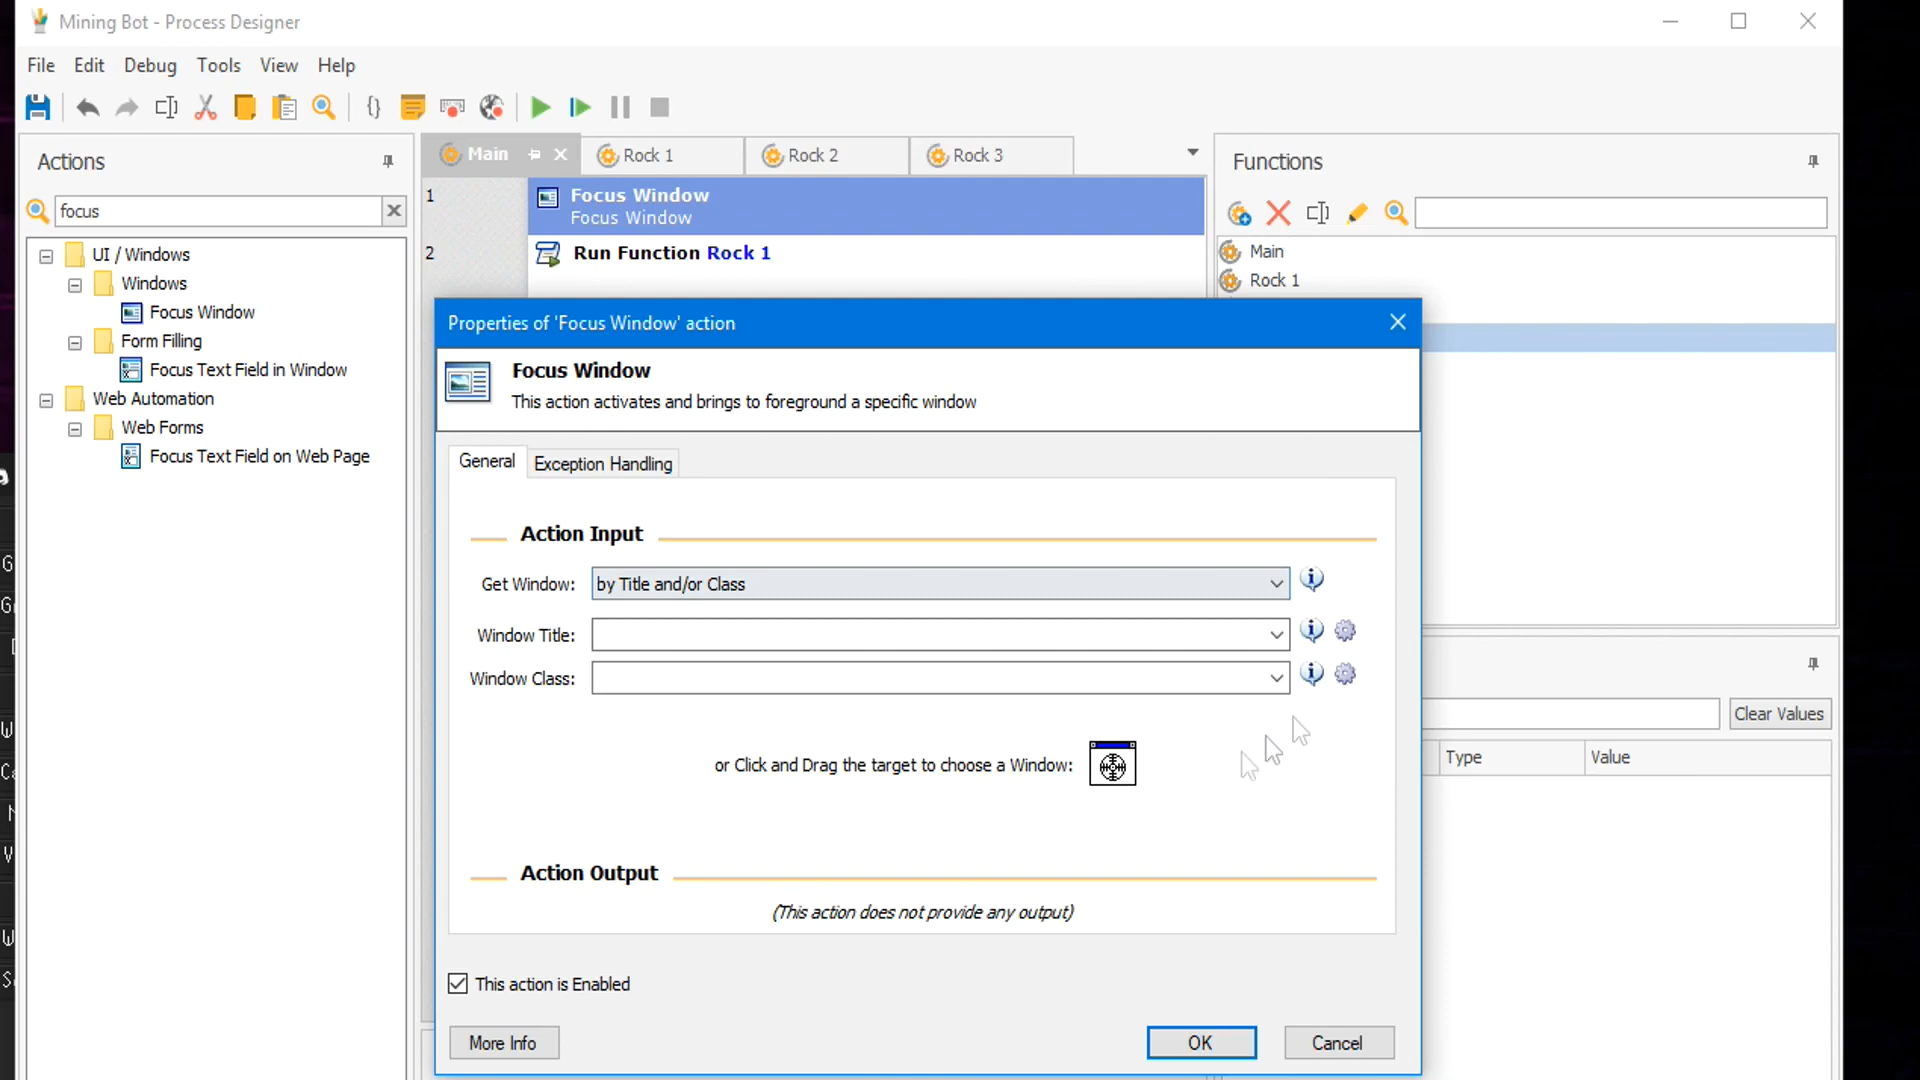 Mining Bot - Process Designer
File Edit Debug Tools View Help
Actions
focus
UI / Windows
Windows
Focus Window
Form Filling
Focus Text Field in Window
Web Automation
Web Forms
Focus Text Field on Web Page
Main Rock 1 Rock 2 Rock 3
1 Focus Window
Focus Window
2 Run Function Rock 1
Functions
Main
Rock 1
Properties of 'Focus Window' action
Focus Window
This action activates and brings to foreground a specific window
General Exception Handling
Action Input
Get Window: by Title and/or Class
Window Title:
Window Class:
or Click and Drag the target to choose a Window:
Action Output
(This action does not provide any output)
This action is Enabled
More Info OK Cancel
Clear Values
Type Value